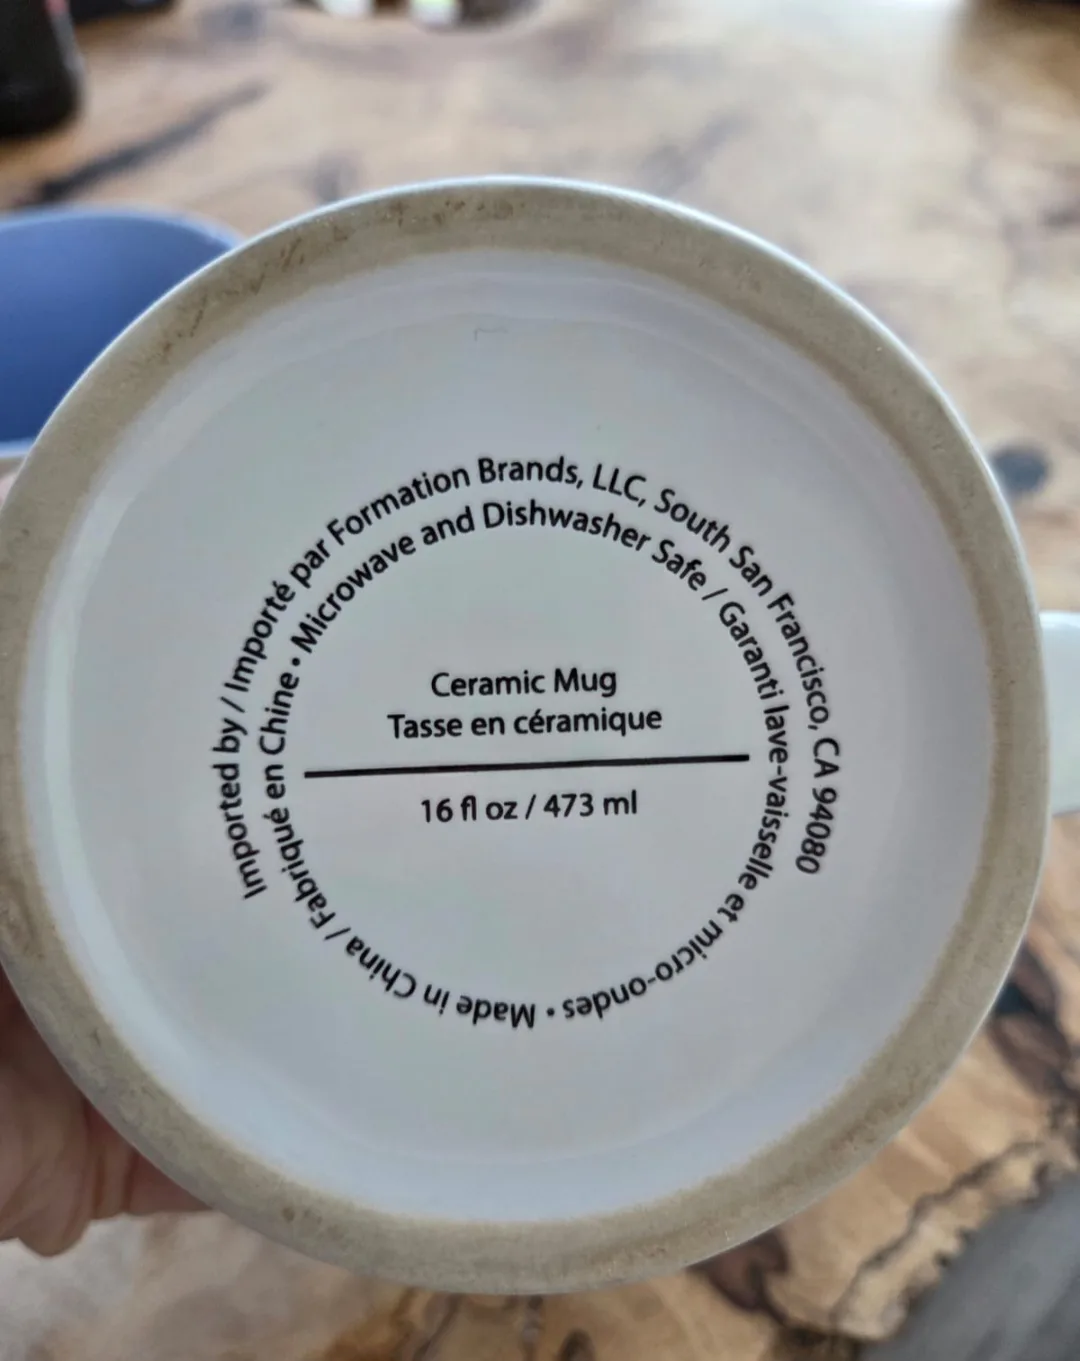 Imported by / Importé par Formation Brands, LLC, South San Francisco, CA 94080
Microwave and Dishwasher Safe / Garanti lave-vaisselle et micro-ondes • Made in China / Fabriqué en Chine •
Ceramic Mug
Tasse en céramique
16 fl oz / 473 ml